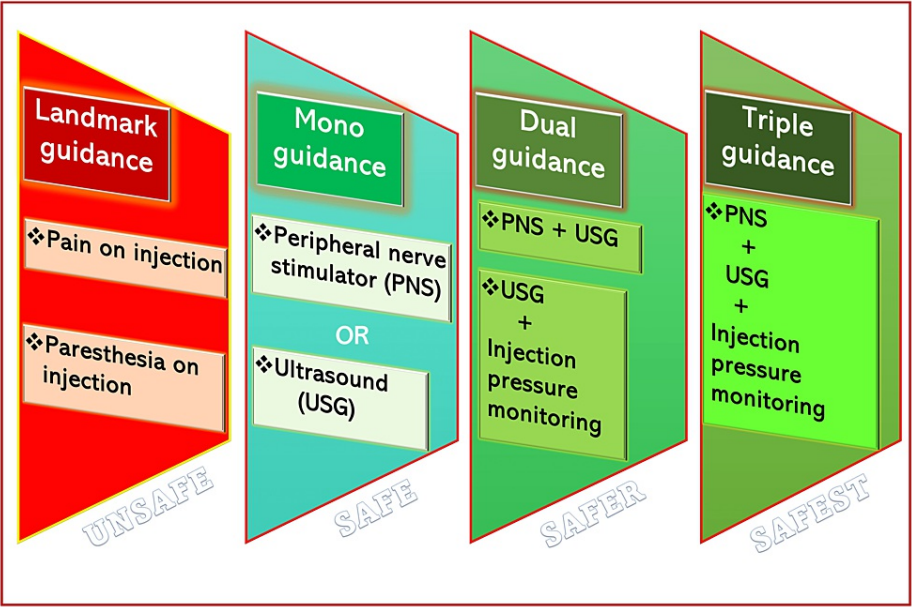 Landmark
guidance
❖Pain on injection
❖Paresthesia on
injection
UNSAFE
Mono
guidance
❖Peripheral nerve
stimulator (PNS)
OR
❖Ultrasound
(USG)
SAFE
Dual
guidance
❖PNS + USG
❖USG
+
Injection
pressure
monitoring
SAFER
Triple
guidance
❖PNS
+
USG
+
Injection
pressure
monitoring
SAFEST